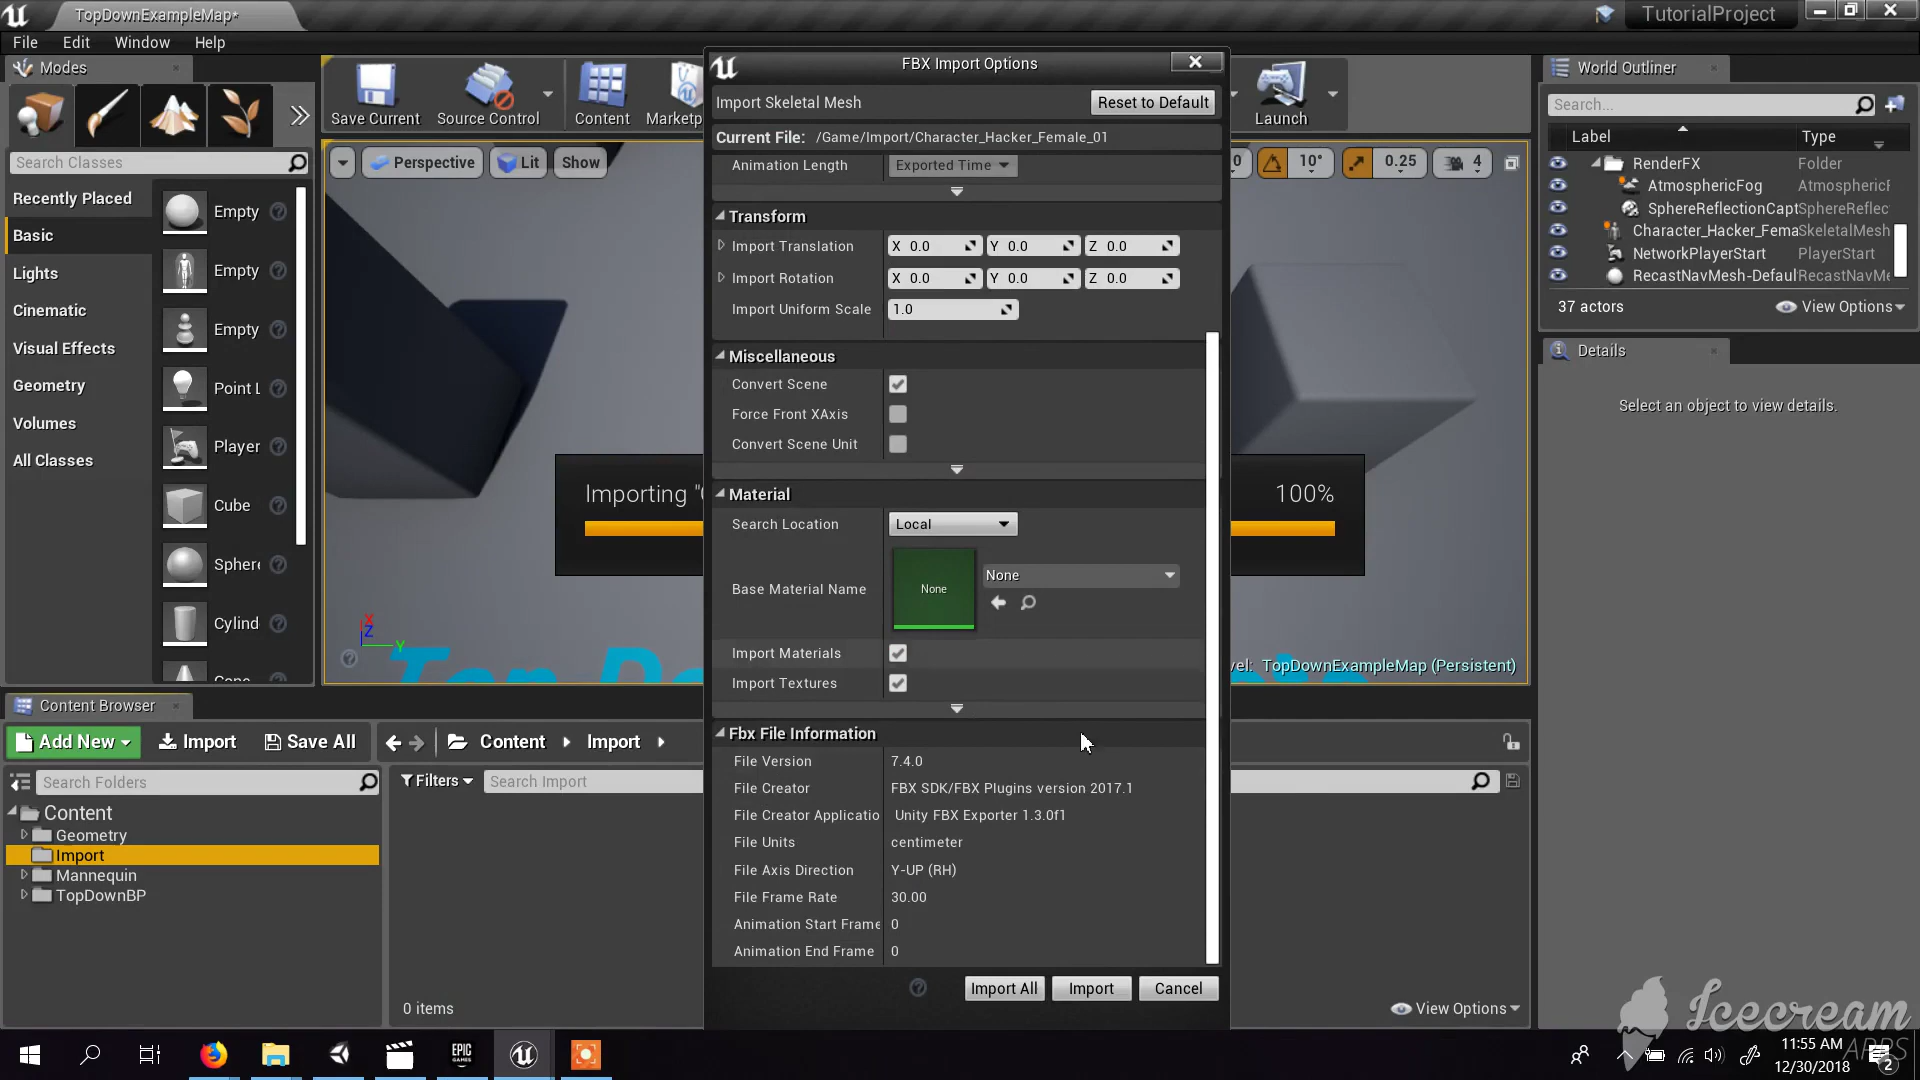 TopDownExampleMap*
TutorialProject
File Edit Window Help
Modes
Search Classes
Recently Placed
Basic
Lights
Cinematic
Visual Effects
Geometry
Volumes
All Classes
Empty
Empty
Empty
Point L
Player
Cube
Sphere
Cylind
Cone
Save Current
Source Control
Content
Marketp
Launch
Perspective
Lit
Show
0
10°
0.25
4
X
Z
Y
Importing "
100%
vel: TopDownExampleMap (Persistent)
FBX Import Options
Import Skeletal Mesh
Reset to Default
Current File: /Game/Import/Character_Hacker_Female_01
Animation Length Exported Time
Transform
Import Translation X 0.0 Y 0.0 Z 0.0
Import Rotation X 0.0 Y 0.0 Z 0.0
Import Uniform Scale 1.0
Miscellaneous
Convert Scene
Force Front XAxis
Convert Scene Unit
Material
Search Location Local
Base Material Name None None
Import Materials
Import Textures
Fbx File Information
File Version 7.4.0
File Creator FBX SDK/FBX Plugins version 2017.1
File Creator Applicatio Unity FBX Exporter 1.3.0f1
File Units centimeter
File Axis Direction Y-UP (RH)
File Frame Rate 30.00
Animation Start Frame 0
Animation End Frame 0
Import All Import Cancel
World Outliner
Search...
Label Type
RenderFX Folder
AtmosphericFog Atmospherict
SphereReflectionCapt SphereReflec
Character_Hacker_Fema SkeletalMesh
NetworkPlayerStart PlayerStart
RecastNavMesh-Defaul RecastNavMe
37 actors View Options
Details
Select an object to view details.
Content Browser
Add New Import Save All Content Import
Search Folders
Filters Search Import
Content
Geometry
Import
Mannequin
TopDownBP
0 items
View Options
Icecream
APPS
EPIC
GAMES
11:55 AM
12/30/2018
2